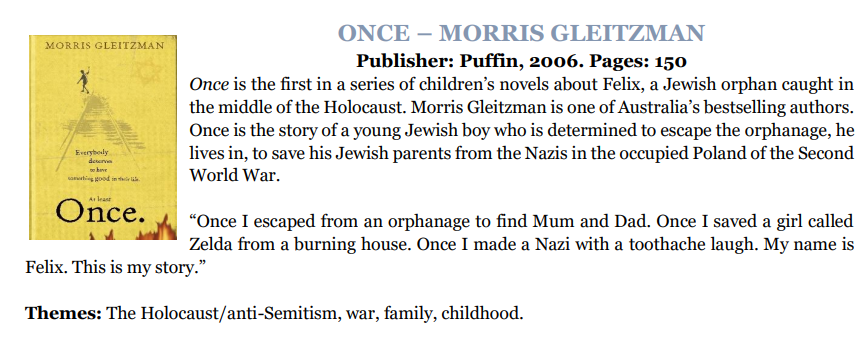 ONCE – MORRIS GLEITZMAN
Publisher: Puffin, 2006. Pages: 150
MORRIS GLEITZMAN
Everybody
deserves
to have
something good in their life.
At least
Once.
Once is the first in a series of children’s novels about Felix, a Jewish orphan caught in
the middle of the Holocaust. Morris Gleitzman is one of Australia’s bestselling authors.
Once is the story of a young Jewish boy who is determined to escape the orphanage, he
lives in, to save his Jewish parents from the Nazis in the occupied Poland of the Second
World War.
“Once I escaped from an orphanage to find Mum and Dad. Once I saved a girl called
Zelda from a burning house. Once I made a Nazi with a toothache laugh. My name is
Felix. This is my story.”
Themes: The Holocaust/anti-Semitism, war, family, childhood.